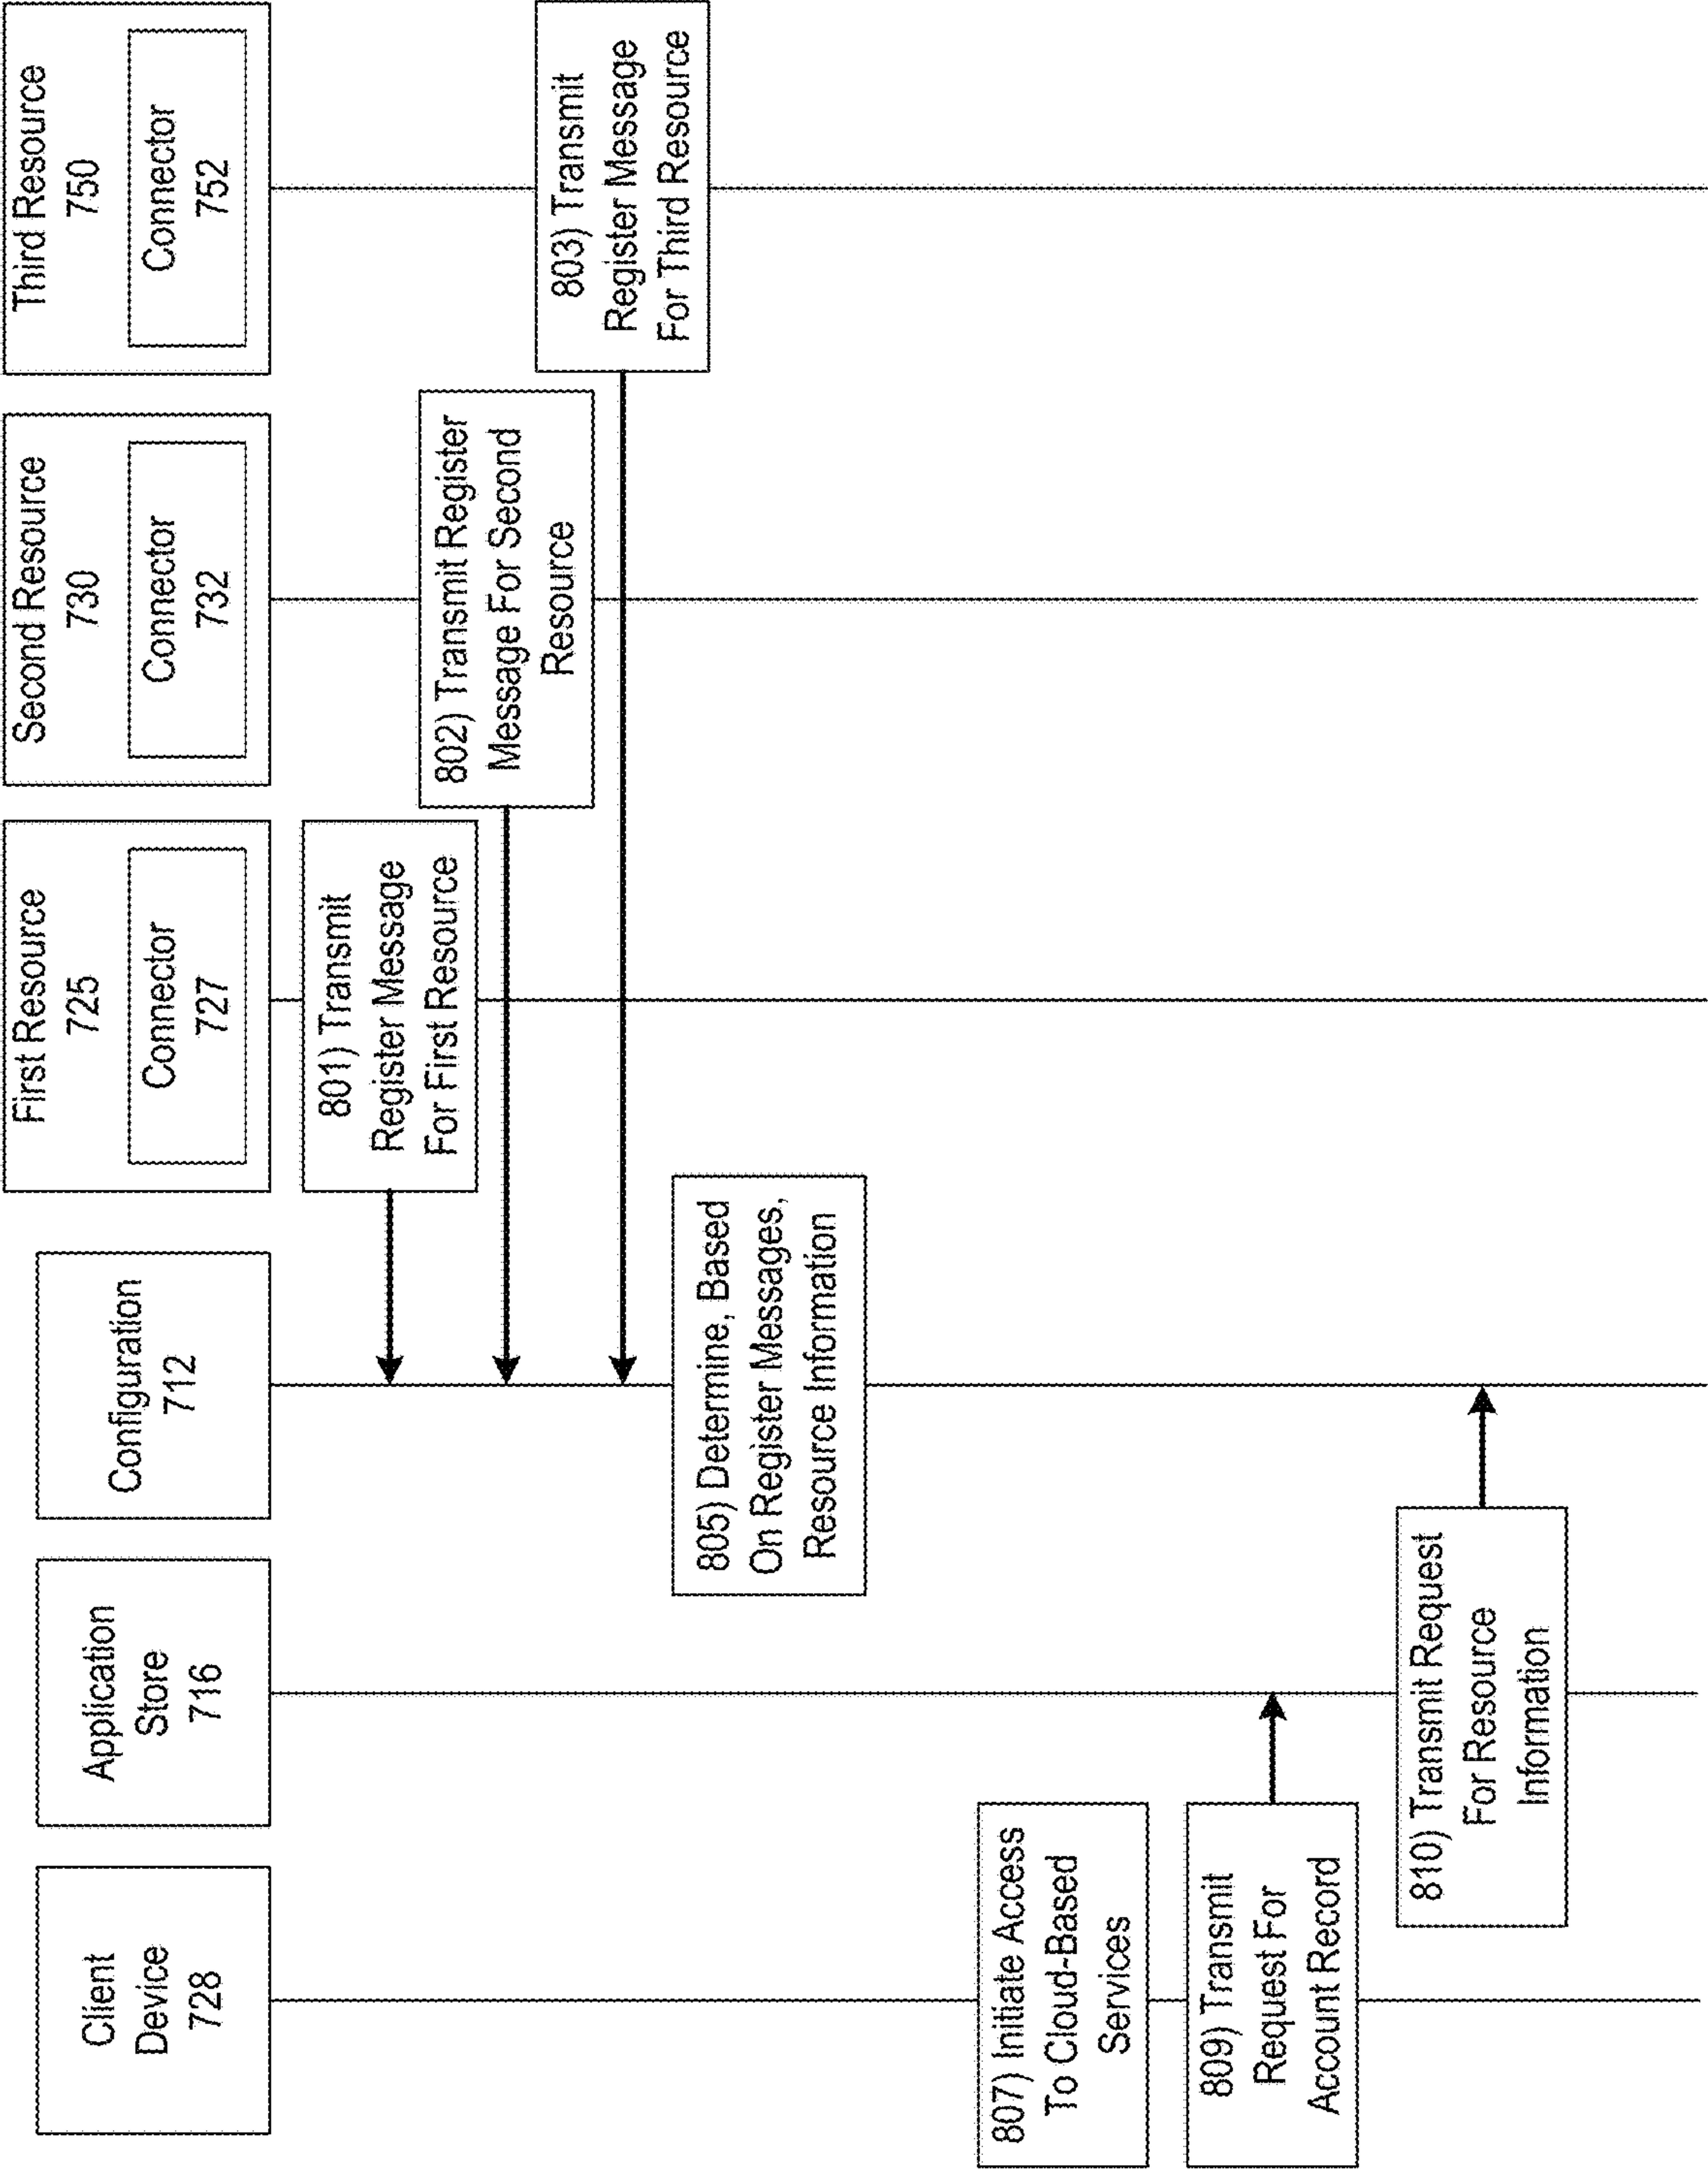 Client
Device
728
Application
Store
716
Configuration
712
First Resource
725
Connector
727
Second Resource
730
Connector
732
Third Resource
750
Connector
752
801) Transmit
Register Message
For First Resource
802) Transmit Register
Message For Second
Resource
803) Transmit
Register Message
For Third Resource
805) Determine, Based
On Register Messages,
Resource Information
807) Initiate Access
To Cloud-Based
Services
809) Transmit
Request For
Account Record
810) Transmit Request
For Resource
Information